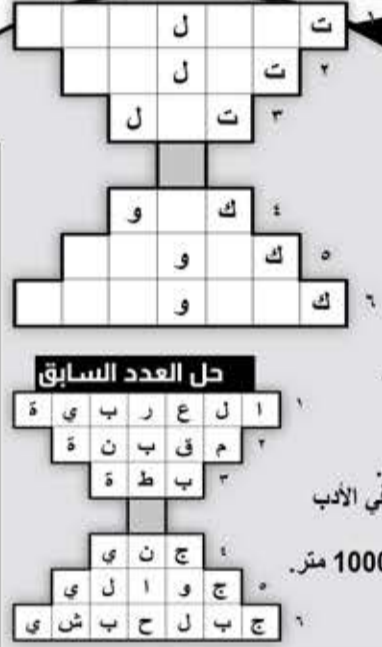 ١ ت ل
٢ ت ل
٣ ت ل
٤ ك و
٥ ك و
٦ ك و
حل العدد السابق
١ ا ل ع ر ب ي ة
٢ م ق ب ن ة
٣ ب ط ة
في الأدب
٤ ج ن ي
1000 متر.
٥ ج و ا ل ي
٦ ج ب ل ح ب ش ي